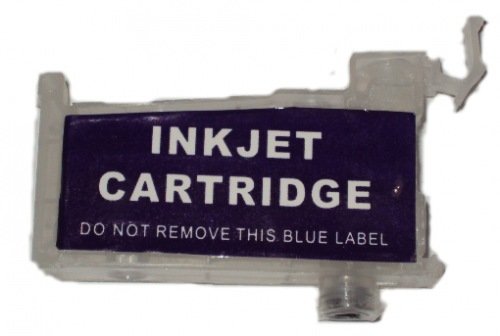 INKJET
CARTRIDGE
DO NOT REMOVE THIS BLUE LABEL